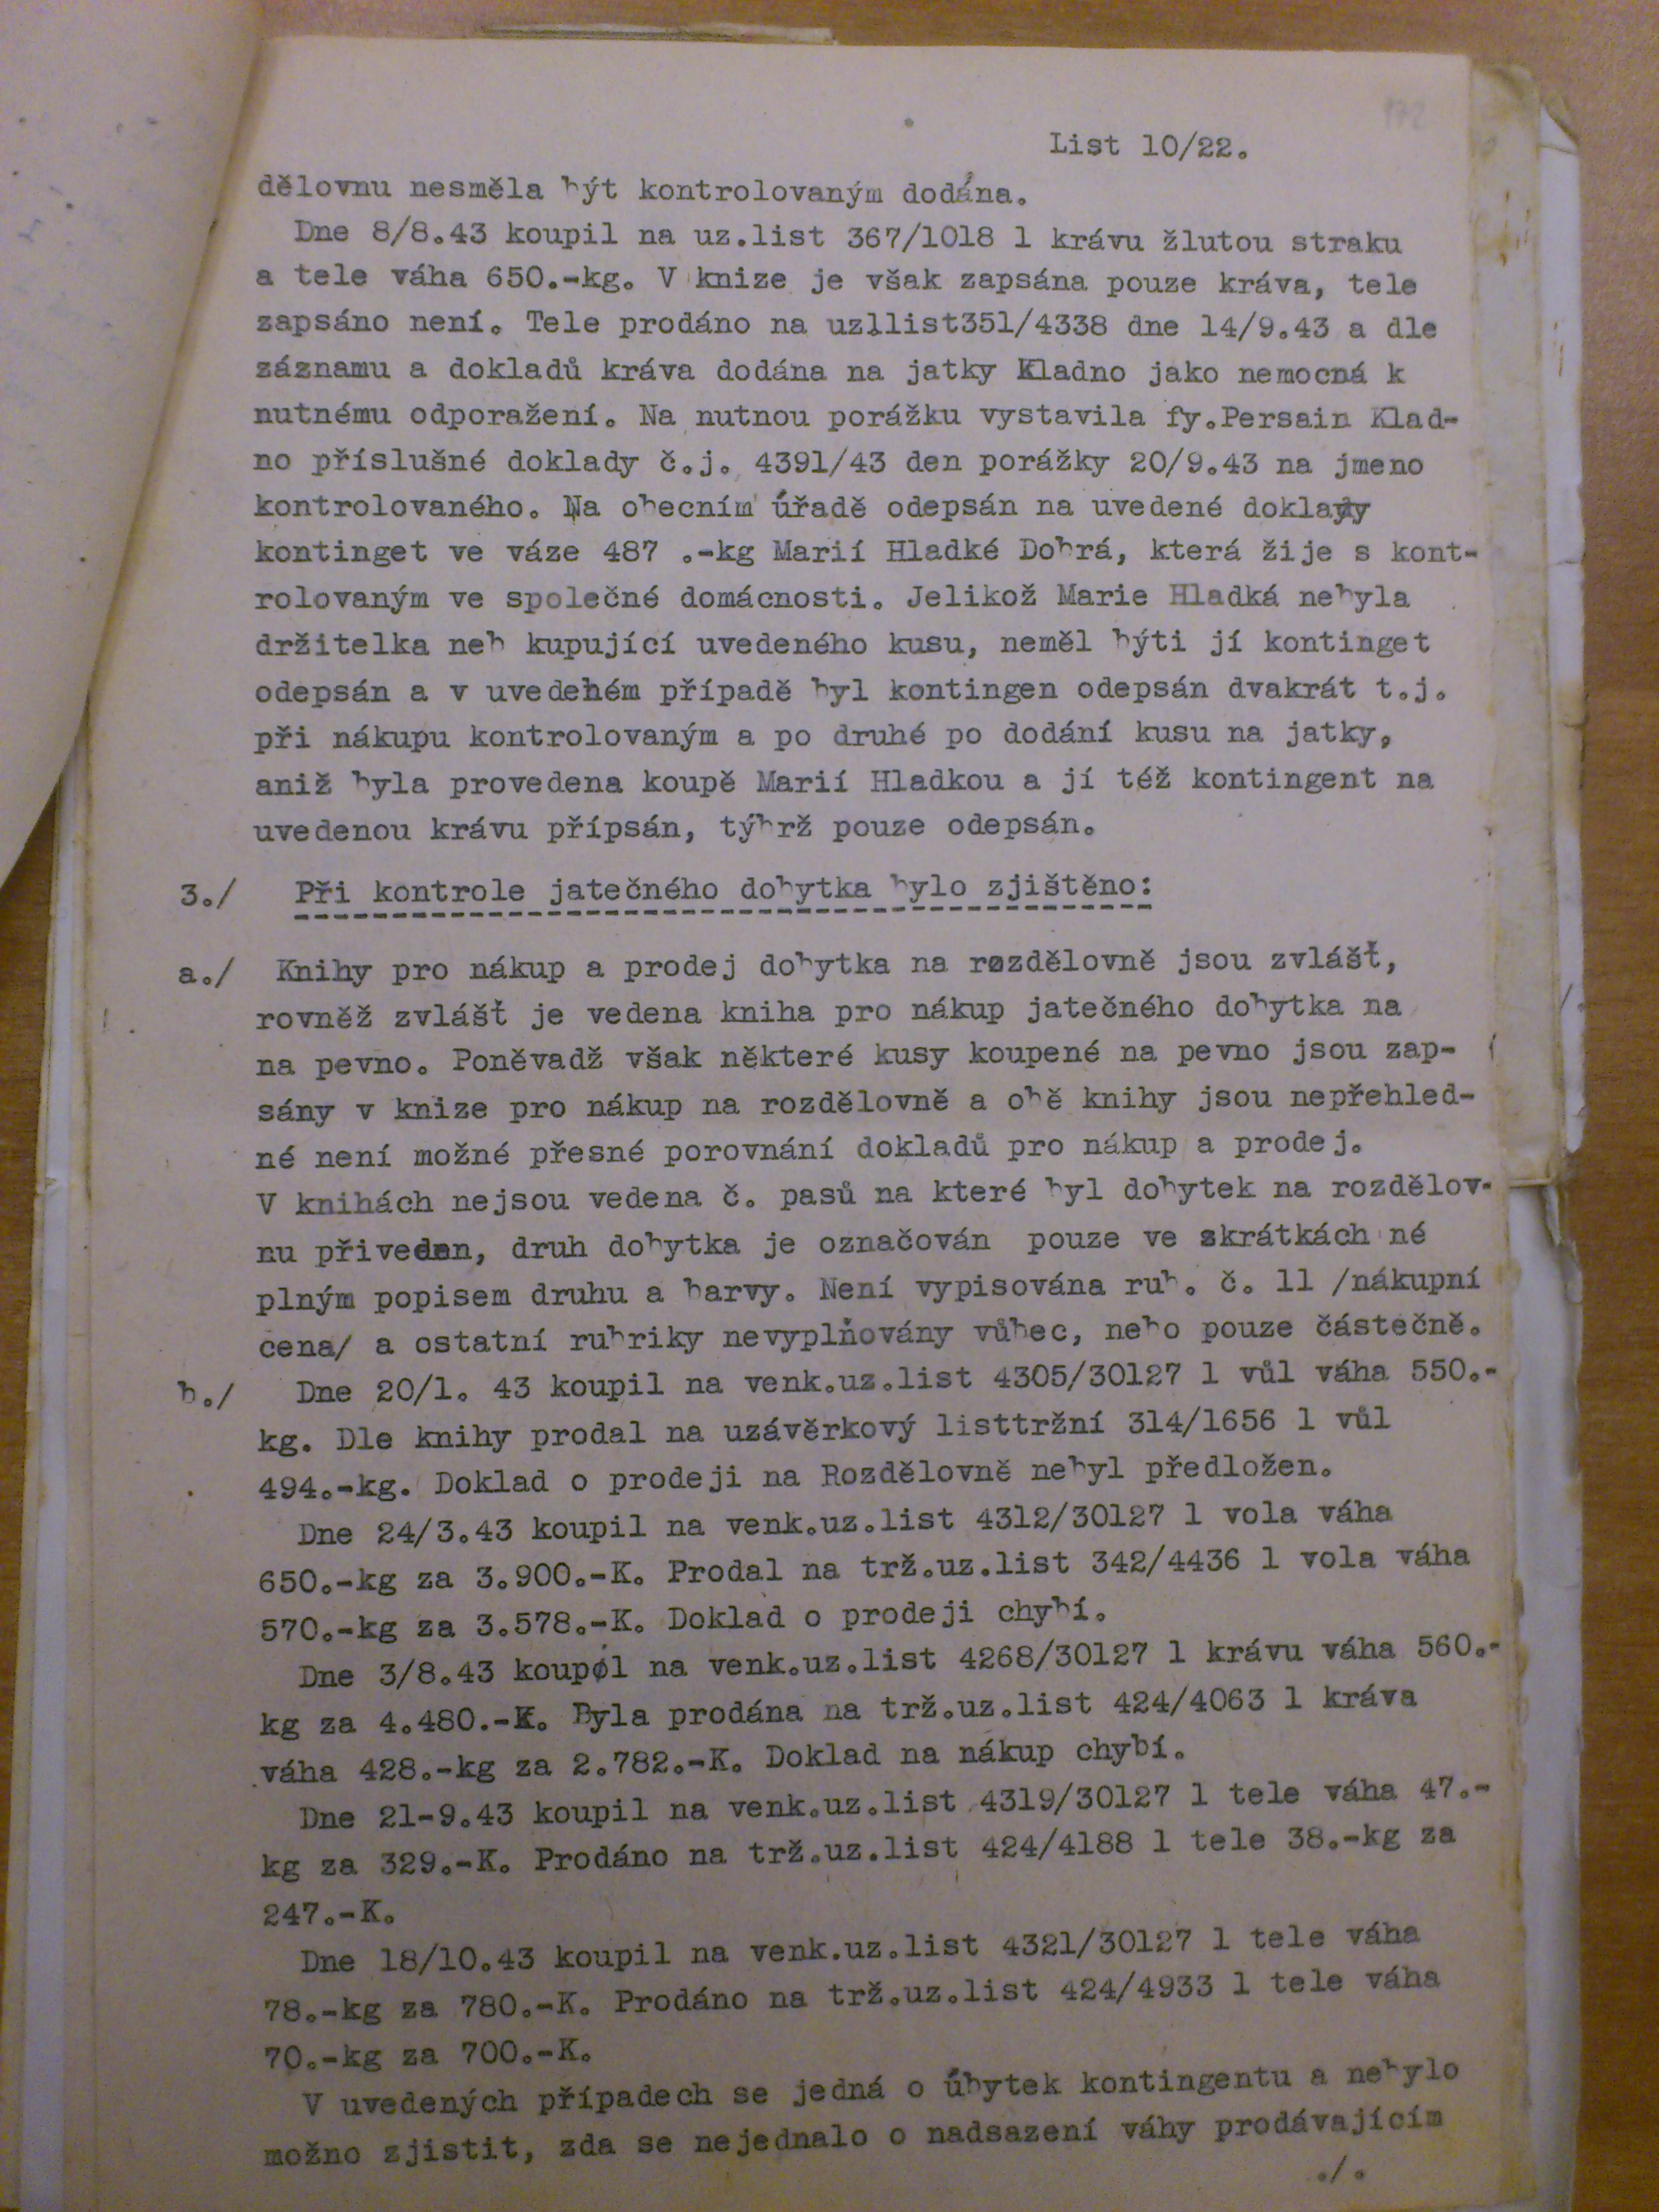 172
List 10/22.
dělovnu nesměla být kontrolovaným dodána.
Dne 8/8.43 koupil na uz.list 367/1018 1 krávu žlutou straku
a tele váha 650.-kg. V knize je však zapsána pouze kráva, tele
zapsáno není. Tele prodáno na uzllist351/4338 dne 14/9.43 a dle
záznamu a dokladů kráva dodána na jatky Kladno jako nemocná k
nutnému odporažení. Na nutnou porážku vystavila fy.Persain Klad-
no příslušné doklady č.j. 4391/43 den porážky 20/9.43 na jmeno
kontrolovaného. Na obecním úřadě odepsán na uvedené doklady
kontinget ve váze 487 .-kg Marií Hladké Dobrá, která žije s kont-
rolovaným ve společné domácnosti. Jelikož Marie Hladká nebyla
držitelka neb kupující uvedeného kusu, neměl býti jí kontinget
odepsán a v uvedeném případě byl kontingen odepsán dvakrát t.j.
při nákupu kontrolovaným a po druhé po dodání kusu na jatky,
aniž byla provedena koupě Marií Hladkou a jí též kontingent na
uvedenou krávu přípsán, týbrž pouze odepsán.
3./ Při kontrole jatečného dobytka bylo zjištěno:
a./ Knihy pro nákup a prodej dobytka na rozdělovně jsou zvlášť,
rovněž zvlášť je vedena kniha pro nákup jatečného dobytka na
na pevno. Poněvadž však některé kusy koupené na pevno jsou zap-
sány v knize pro nákup na rozdělovně a obě knihy jsou nepřehled-
né není možné přesné porovnání dokladů pro nákup a prodej.
V knihách nejsou vedena č. pasů na které byl dobytek na rozdělov-
nu přiveden, druh dobytka je označován pouze ve zkrátkách né
plným popisem druhu a barvy. Není vypisována rub. č. 11 /nákupní
cena/ a ostatní rubriky nevyplňovány vůbec, nebo pouze částečně.
b./ Dne 20/1. 43 koupil na venk.uz.list 4305/30127 1 vůl váha 550.-
kg. Dle knihy prodal na uzávěrkový listtržní 314/1656 1 vůl
494.-kg. Doklad o prodeji na Rozdělovně nebyl předložen.
Dne 24/3.43 koupil na venk.uz.list 4312/30127 1 vola váha
650.-kg za 3.900.-K. Prodal na trž.uz.list 342/4436 1 vola váha
570.-kg za 3.578.-K. Doklad o prodeji chybí.
Dne 3/8.43 koupil na venk.uz.list 4268/30127 1 krávu váha 560.-
kg za 4.480.-K. Byla prodána na trž.uz.list 424/4063 1 kráva
váha 428.-kg za 2.782.-K. Doklad na nákup chybí.
Dne 21-9.43 koupil na venk.uz.list 4319/30127 1 tele váha 47.-
kg za 329.-K. Prodáno na trž.uz.list 424/4188 1 tele 38.-kg za
247.-K.
Dne 18/10.43 koupil na venk.uz.list 4321/30127 1 tele váha
78.-kg za 780.-K. Prodáno na trž.uz.list 424/4933 1 tele váha
70.-kg za 700.-K.
V uvedených případech se jedná o úbytek kontingentu a nebylo
možno zjistit, zda se nejednalo o nadsazení váhy prodávajícím
./.